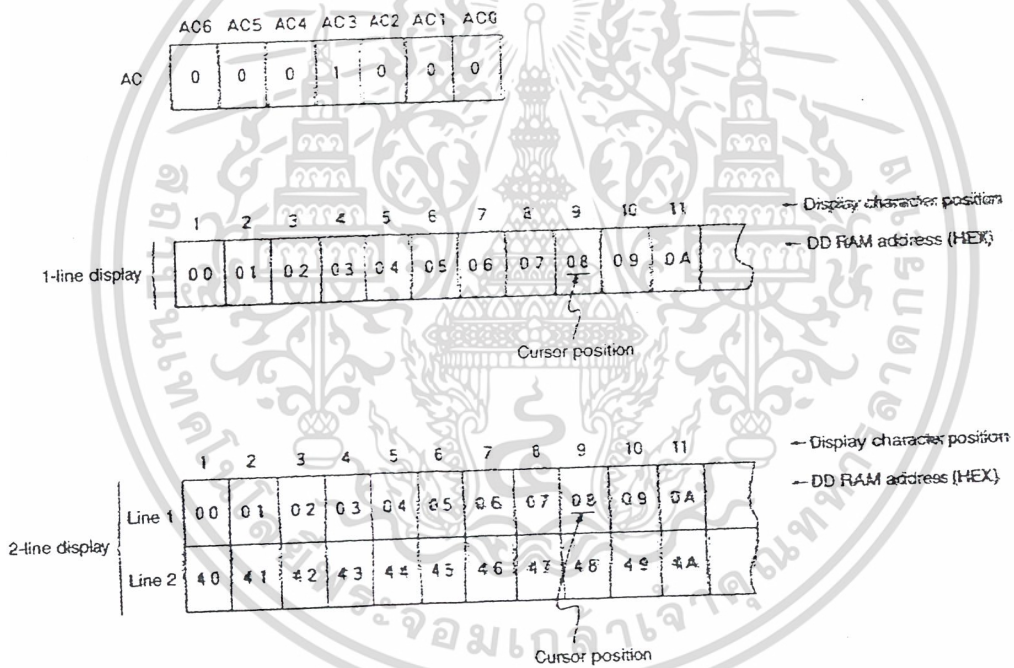 AC6 AC5 AC4 AC3 AC2 AC1 AC0
AC 0 0 0 1 0 0 0
1 2 3 4 5 6 7 8 9 10 11 ← Display character position
1-line display 00 01 02 03 04 05 06 07 08 09 0A ← DD RAM address (HEX)
Cursor position
1 2 3 4 5 6 7 8 9 10 11 ← Display character position
2-line display
Line 1 00 01 02 03 04 05 06 07 08 09 0A ← DD RAM address (HEX)
Line 2 40 41 42 43 44 45 46 47 48 49 4A
Cursor position